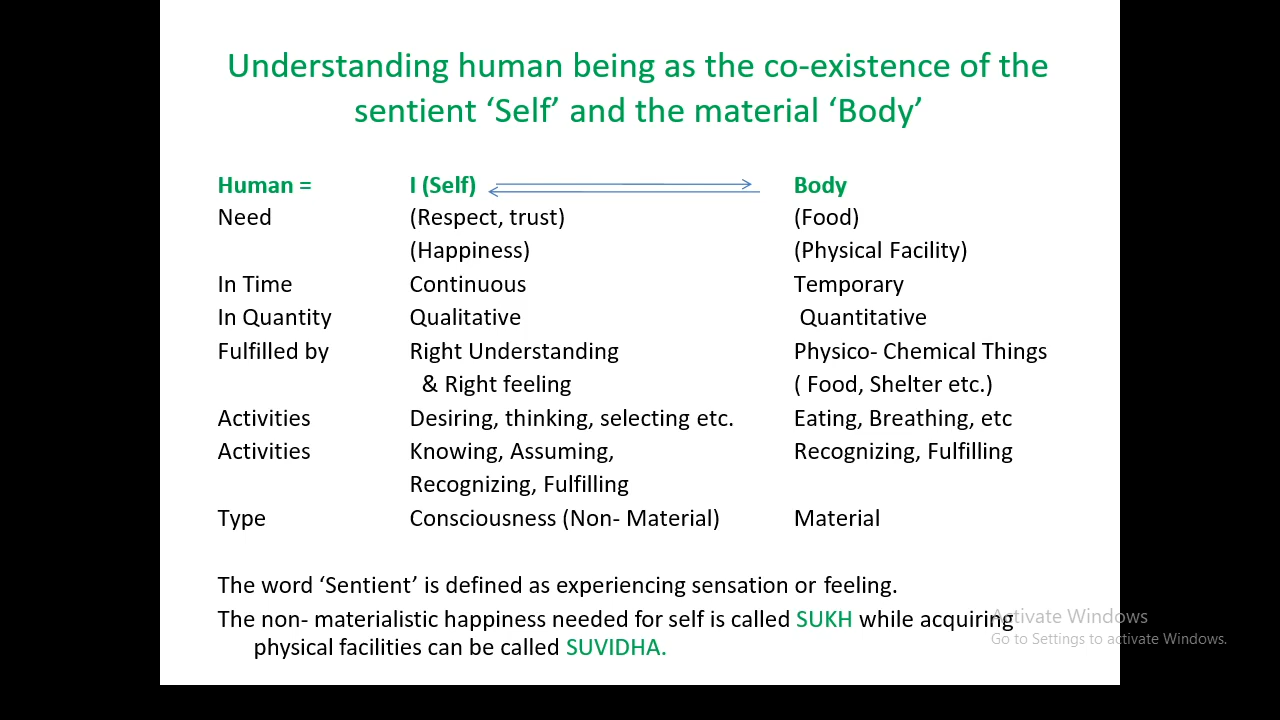 Understanding human being as the co-existence of the
sentient ‘Self’ and the material ‘Body’
Human = I (Self) Body
Need (Respect, trust) (Food)
(Happiness) (Physical Facility)
In Time Continuous Temporary
In Quantity Qualitative Quantitative
Fulfilled by Right Understanding Physico- Chemical Things
& Right feeling ( Food, Shelter etc.)
Activities Desiring, thinking, selecting etc. Eating, Breathing, etc
Activities Knowing, Assuming, Recognizing, Fulfilling
Recognizing, Fulfilling
Type Consciousness (Non- Material) Material
The word ‘Sentient’ is defined as experiencing sensation or feeling.
The non- materialistic happiness needed for self is called SUKH while acquiring
physical facilities can be called SUVIDHA.
Activate Windows
Go to Settings to activate Windows.